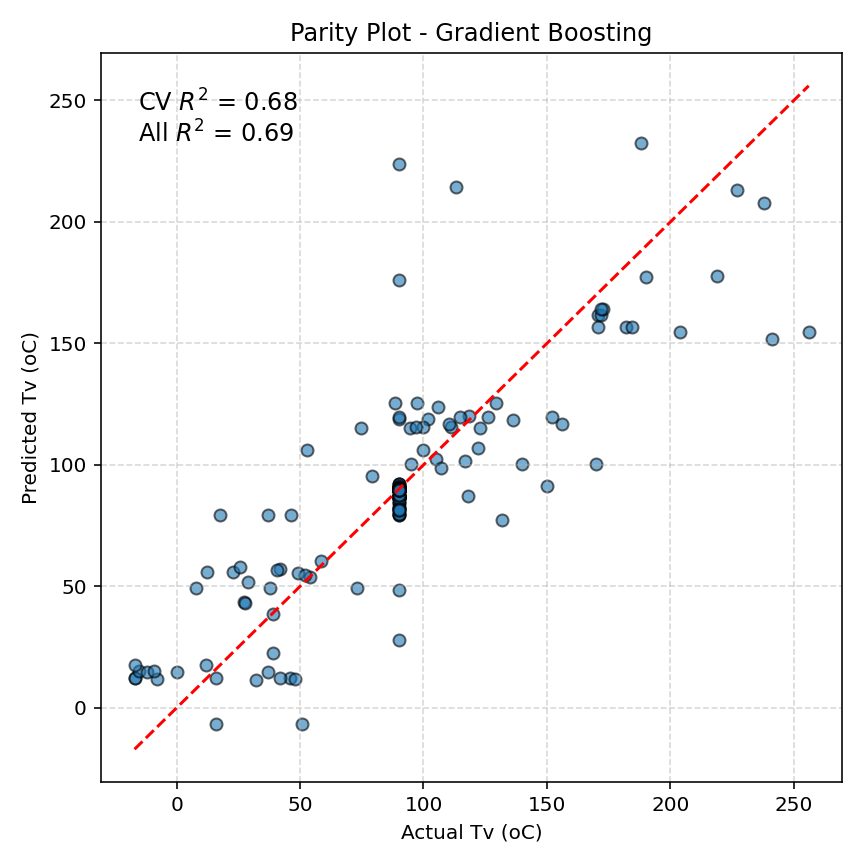 Parity Plot - Gradient Boosting
CV R² = 0.68
All R² = 0.69
250
200
150
100
50
0
Predicted Tv (oC)
0 50 100 150 200 250
Actual Tv (oC)